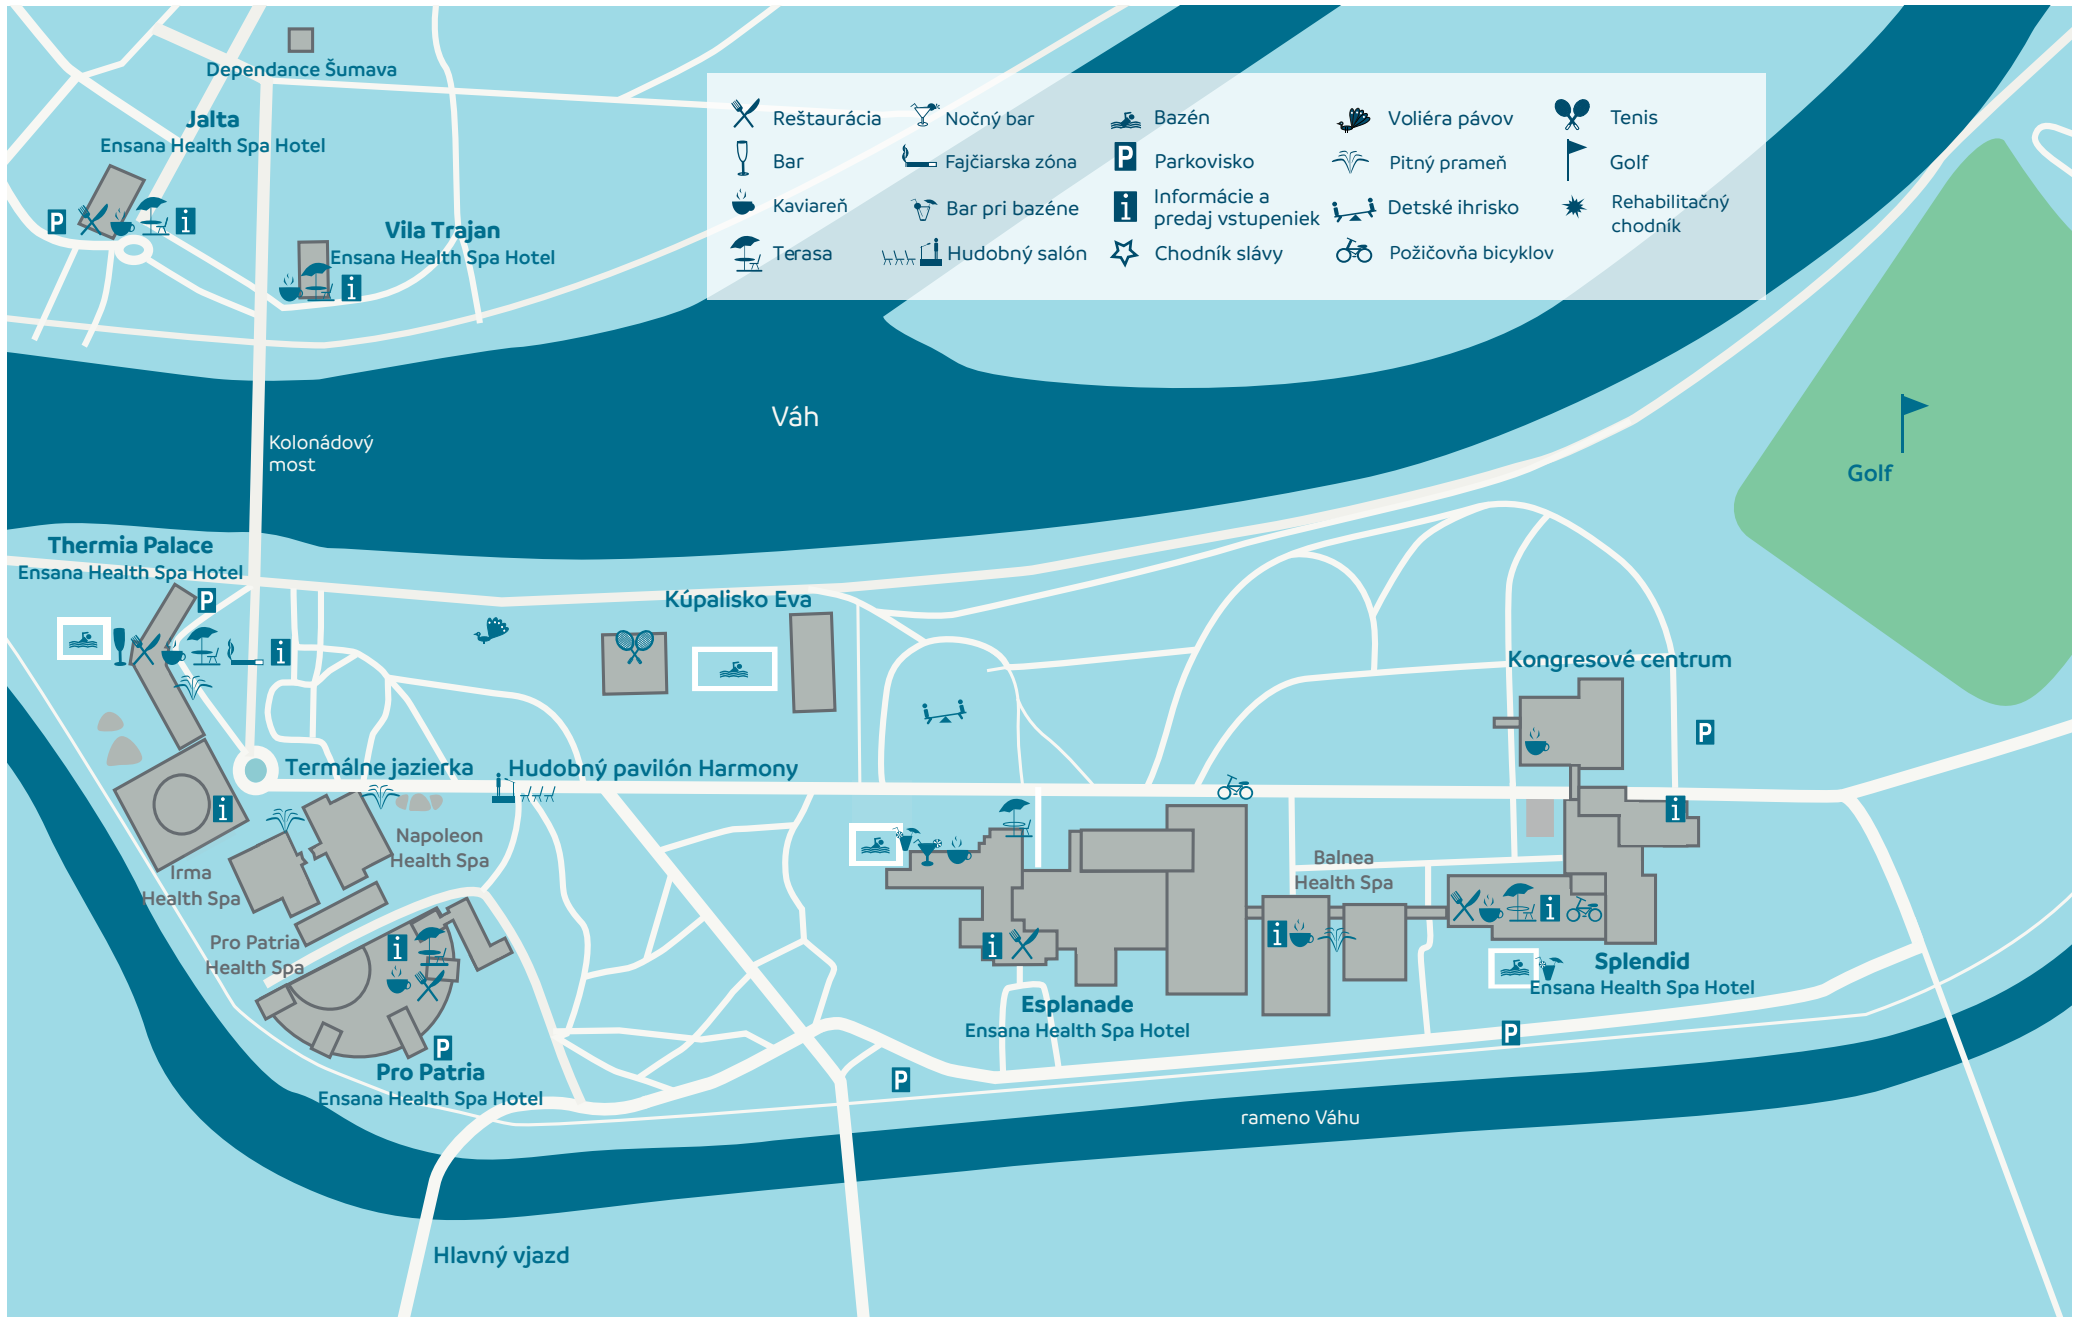 Dependance Šumava
Jalta
Ensana Health Spa Hotel
P
i
Vila Trajan
Ensana Health Spa Hotel
i
Reštaurácia
Bar
Kaviareň
Terasa
Nočný bar
Fajčiarska zóna
Bar pri bazéne
Hudobný salón
Bazén
P
Parkovisko
i
Informácie a
predaj vstupeniek
Chodník slávy
Voliéra pávov
Pitný prameň
Detské ihrisko
Požičovňa bicyklov
Tenis
Golf
Rehabilitačný
chodník
Váh
Kolonádový
most
Golf
Thermia Palace
Ensana Health Spa Hotel
P
i
Kúpalisko Eva
Kongresové centrum
P
Termálne jazierka
Hudobný pavilón Harmony
i
i
Napoleon
Health Spa
Irma
Health Spa
Balnea
Health Spa
Pro Patria
Health Spa
i
i
i
i
Splendid
Ensana Health Spa Hotel
Esplanade
Ensana Health Spa Hotel
P
P
Pro Patria
Ensana Health Spa Hotel
P
rameno Váhu
Hlavný vjazd